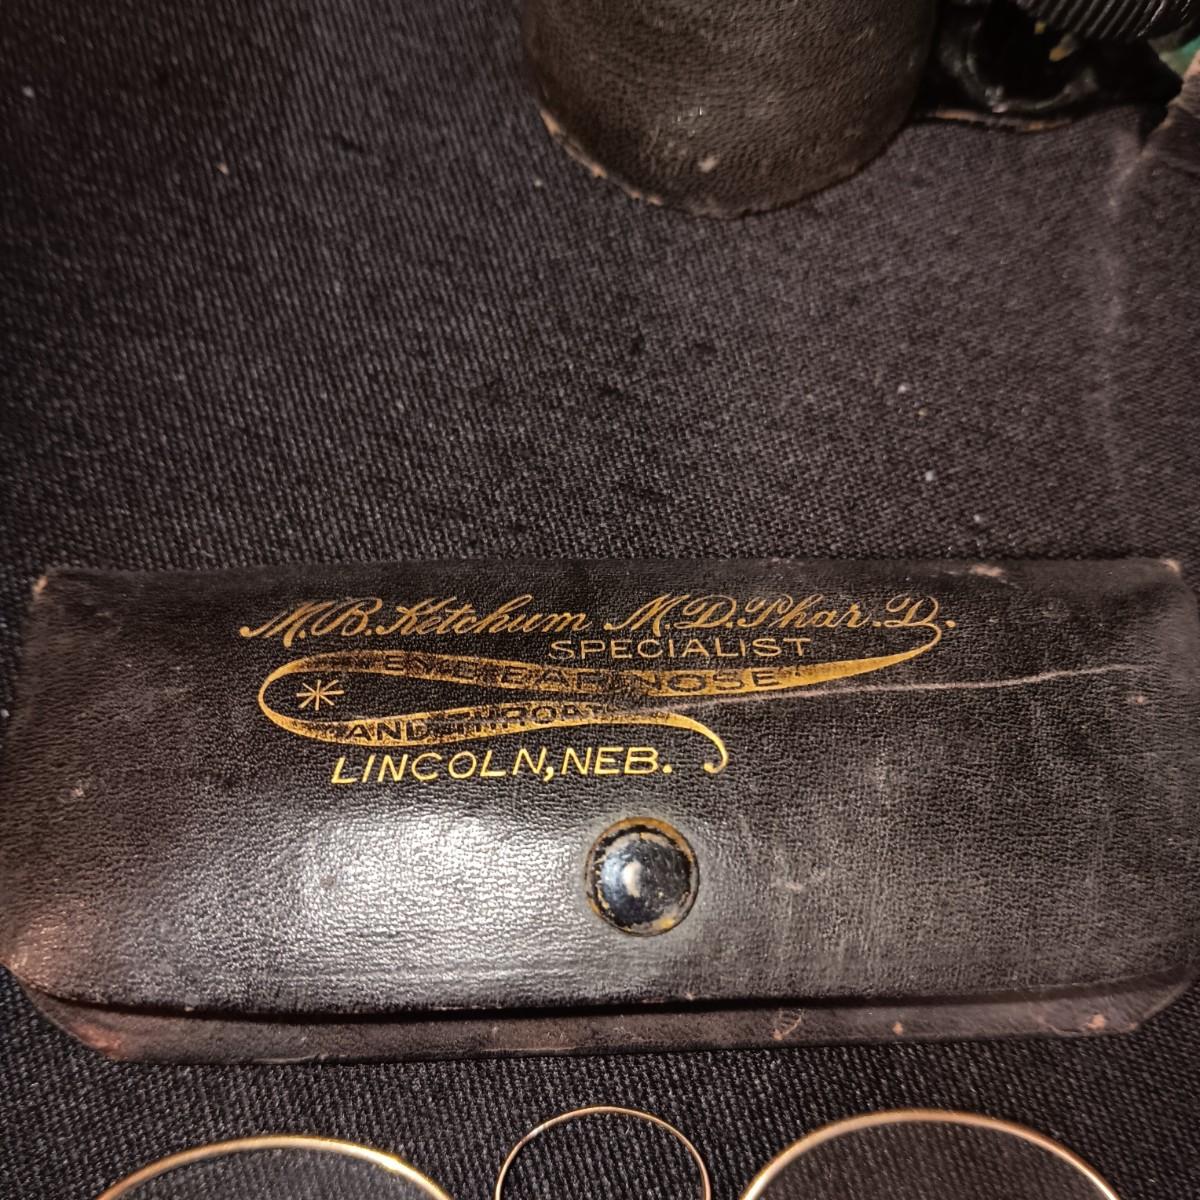 M.B. Ketchum M.D. Phar. D.
SPECIALIST
EYE EAR NOSE
AND THROAT
LINCOLN, NEB.